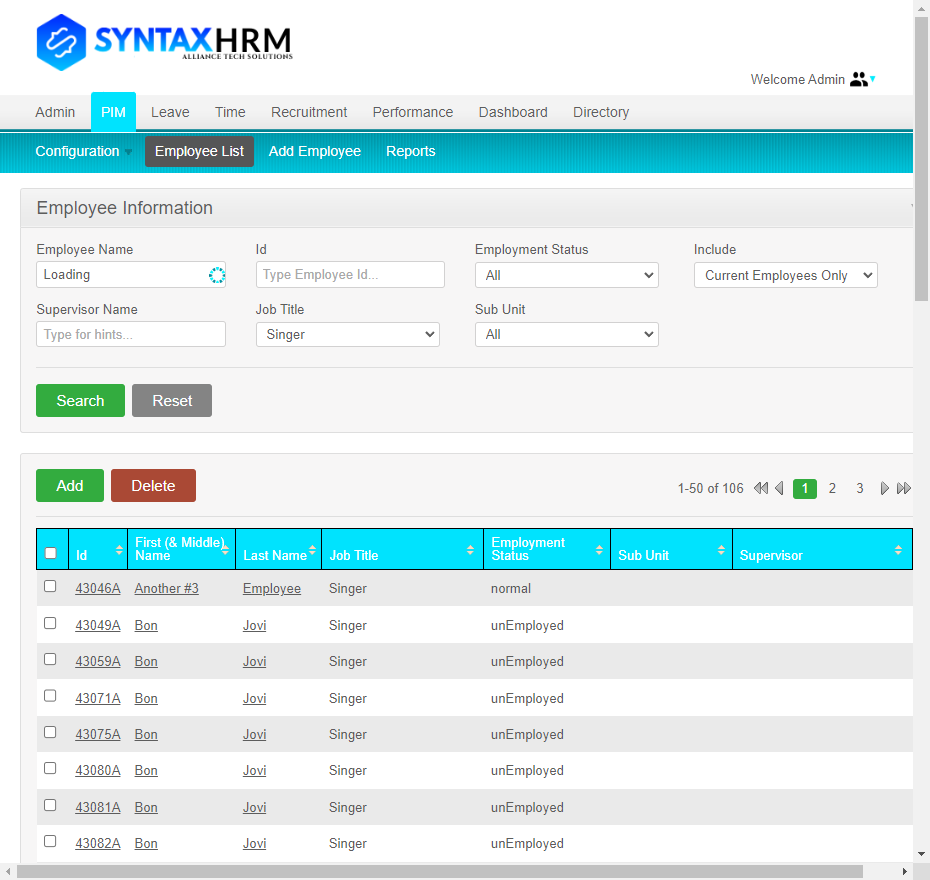 SYNTAXHRM
ALLIANCE TECH SOLUTIONS
Welcome Admin
Admin PIM Leave Time Recruitment Performance Dashboard Directory
Configuration Employee List Add Employee Reports
Employee Information
Employee Name Id Employment Status Include
Loading Type Employee Id... All Current Employees Only
Supervisor Name Job Title Sub Unit
Type for hints... Singer All
Search Reset
Add Delete 1-50 of 106 1 2 3
Id First (& Middle) Name Last Name Job Title Employment Status Sub Unit Supervisor
43046A Another #3 Employee Singer normal
43049A Bon Jovi Singer unEmployed
43059A Bon Jovi Singer unEmployed
43071A Bon Jovi Singer unEmployed
43075A Bon Jovi Singer unEmployed
43080A Bon Jovi Singer unEmployed
43081A Bon Jovi Singer unEmployed
43082A Bon Jovi Singer unEmployed